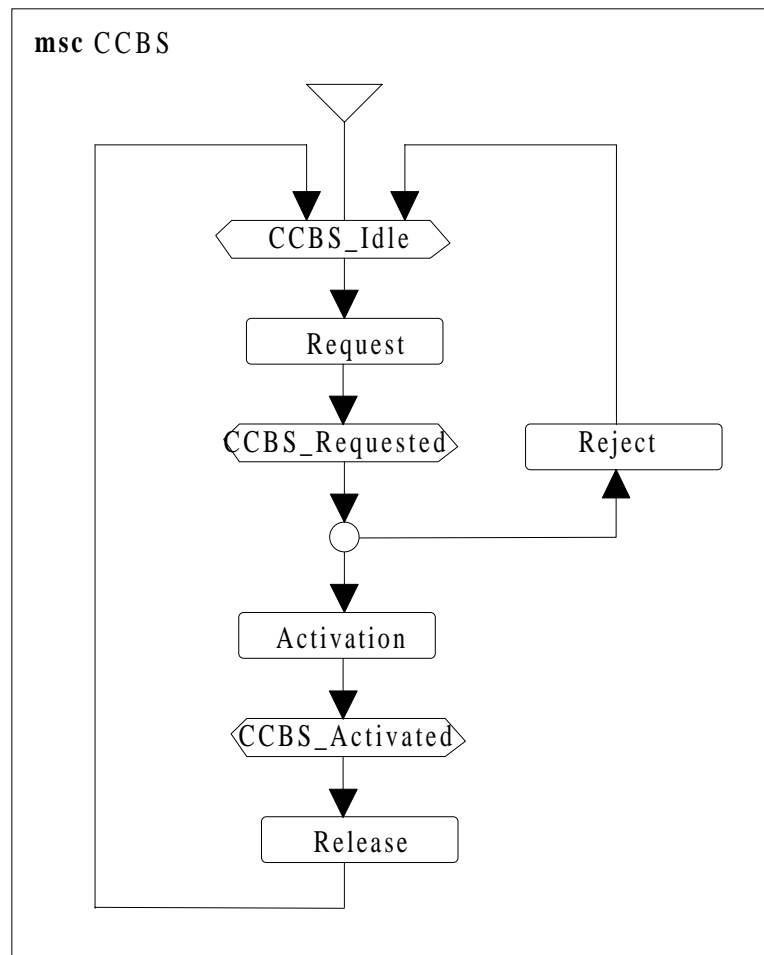 msc CCBS
CCBS_Idle
Request
CCBS_Requested
Reject
Activation
CCBS_Activated
Release